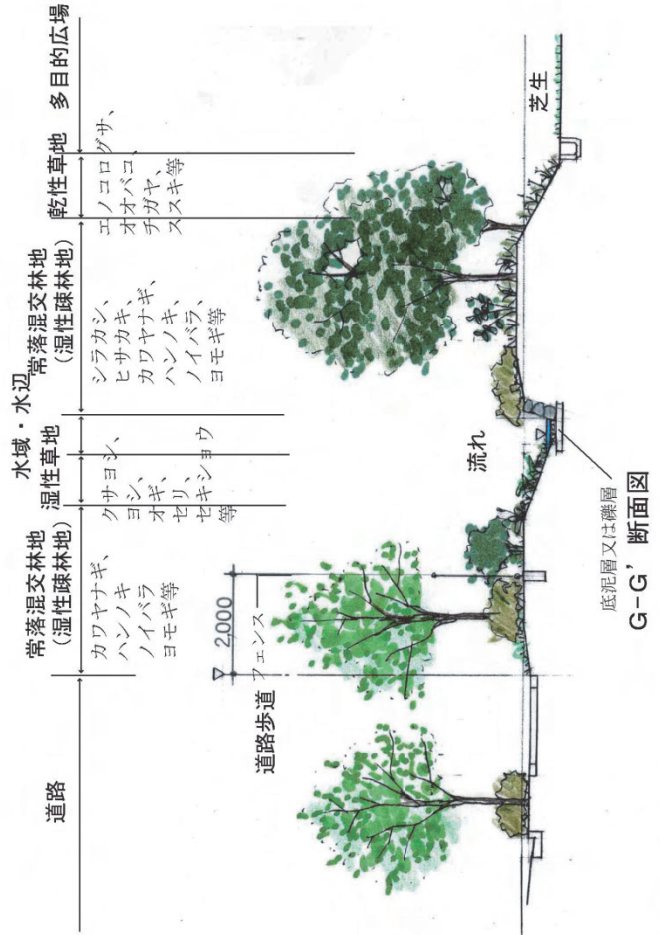 道路
常落混交林地
（湿性疎林地）
湿性草地
水域・水辺
常落混交林地
（湿性疎林地）
乾性草地
多目的広場
カワヤナギ、
ハンノキ
ノイバラ
ヨモギ等
クサヨシ、
ヨシ、
オギ、
セリ、
セキショウ
等
シラカシ、
ヒサカキ、
カワヤナギ、
ハンノキ、
ノイバラ、
ヨモギ等
エノコログサ、
オオバコ、
チガヤ、
ススキ等
2,000
フェンス
道路歩道
流れ
芝生
底泥層又は礫層
G-G’断面図